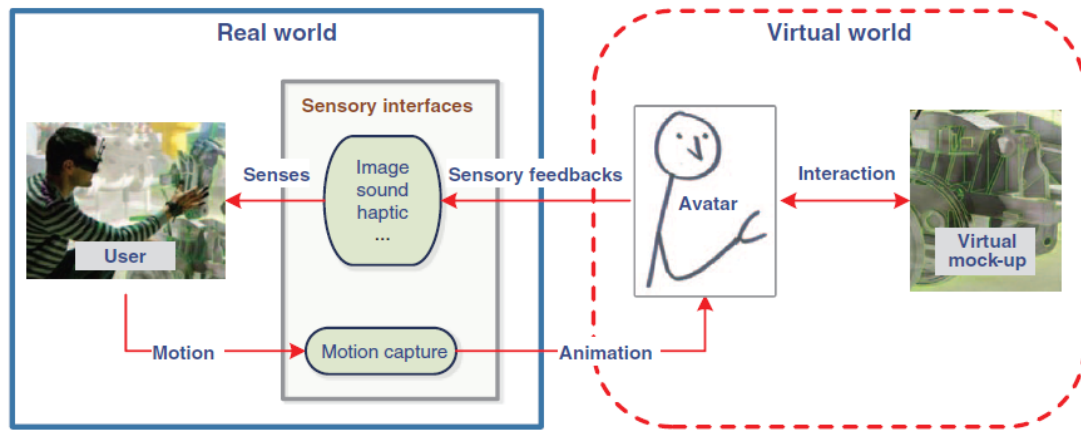 Real world
Virtual world
Sensory interfaces
Image
sound
haptic
...
Senses
Sensory feedbacks
Interaction
Avatar
User
Virtual
mock-up
Motion
Motion capture
Animation